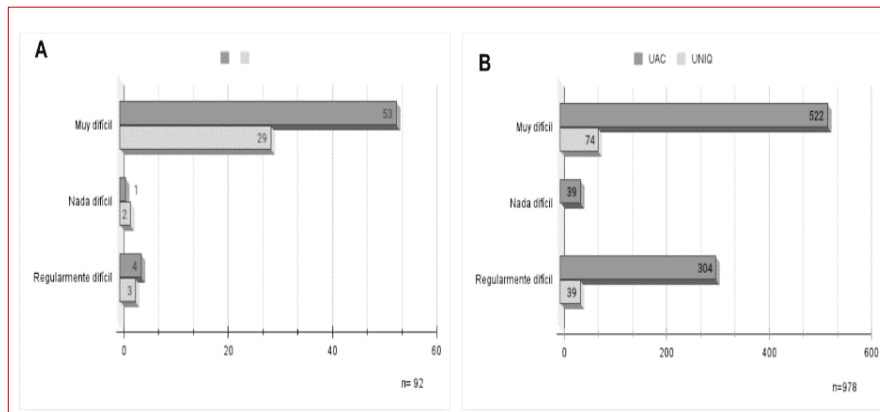 A
Muy difícil
53
29
Nada difícil
1
2
Regularmente difícil
4
3
0 20 40 60
n= 92
B
UAC UNIQ
Muy difícil
522
74
Nada difícil
39
Regularmente difícil
304
39
0 200 400 600
n=978